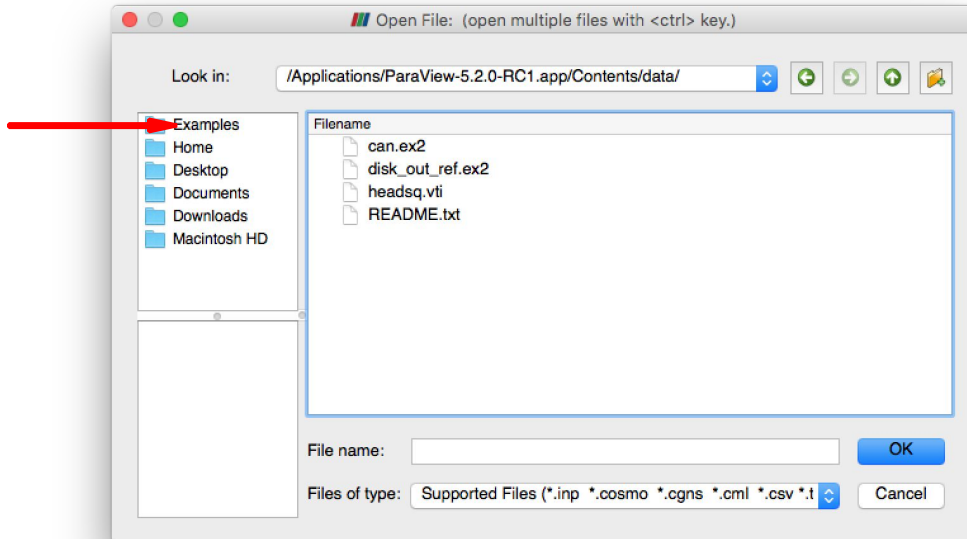 Open File: (open multiple files with <ctrl> key.)
Look in: /Applications/ParaView-5.2.0-RC1.app/Contents/data/
Examples
Home
Desktop
Documents
Downloads
Macintosh HD
Filename
can.ex2
disk_out_ref.ex2
headsq.vti
README.txt
File name:
OK
Files of type: Supported Files (*.inp *.cosmo *.cgns *.cml *.csv *.t
Cancel